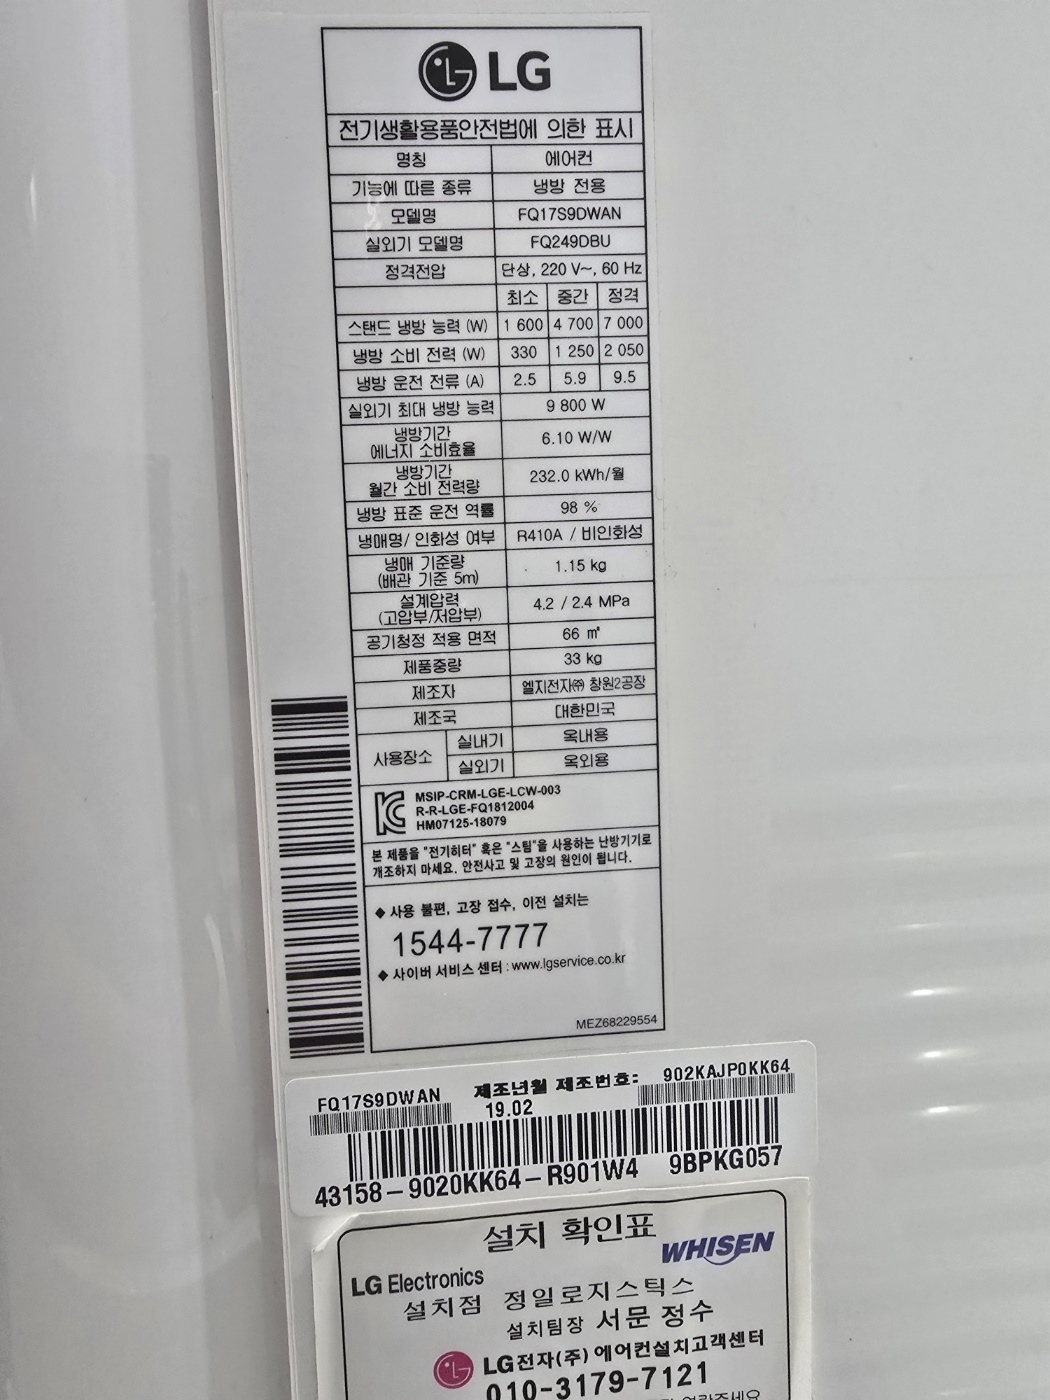 LG
전기생활용품안전법에 의한 표시
명칭 에어컨
기능에 따른 종류 냉방 전용
모델명 FQ17S9DWAN
실외기 모델명 FQ249DBU
정격전압 단상, 220 V~, 60 Hz
최소 중간 정격
스탠드 냉방 능력 (W) 1 600 4 700 7 000
냉방 소비 전력 (W) 330 1 250 2 050
냉방 운전 전류 (A) 2.5 5.9 9.5
실외기 최대 냉방 능력 9 800 W
냉방기간
에너지 소비효율 6.10 W/W
냉방기간
월간 소비 전력량 232.0 kWh/월
냉방 표준 운전 역률 98 %
냉매명/ 인화성 여부 R410A / 비인화성
냉매 기준량
(배관 기준 5m) 1.15 kg
설계압력
(고압부/저압부) 4.2 / 2.4 MPa
공기청정 적용 면적 66 ㎡
제품중량 33 kg
제조자 엘지전자㈜ 창원2공장
제조국 대한민국
사용장소 실내기 옥내용
실외기 옥외용
MSIP-CRM-LGE-LCW-003
R-R-LGE-FQ1812004
HM07125-18079
본 제품을 "전기히터" 혹은 "스팀"을 사용하는 난방기기로
개조하지 마세요. 안전사고 및 고장의 원인이 됩니다.
◆ 사용 불편, 고장 접수, 이전 설치는
1544-7777
◆ 사이버 서비스 센터 : www.lgservice.co.kr
MEZ68229554
FQ17S9DWAN 제조년월 제조번호: 902KAJP0KK64
19.02
43158-9020KK64-R901W4 9BPKG057
설치 확인표
WHISEN
LG Electronics
설치점 정일로지스틱스
설치팀장 서문 정수
LG전자(주) 에어컨설치고객센터
010-3179-7121